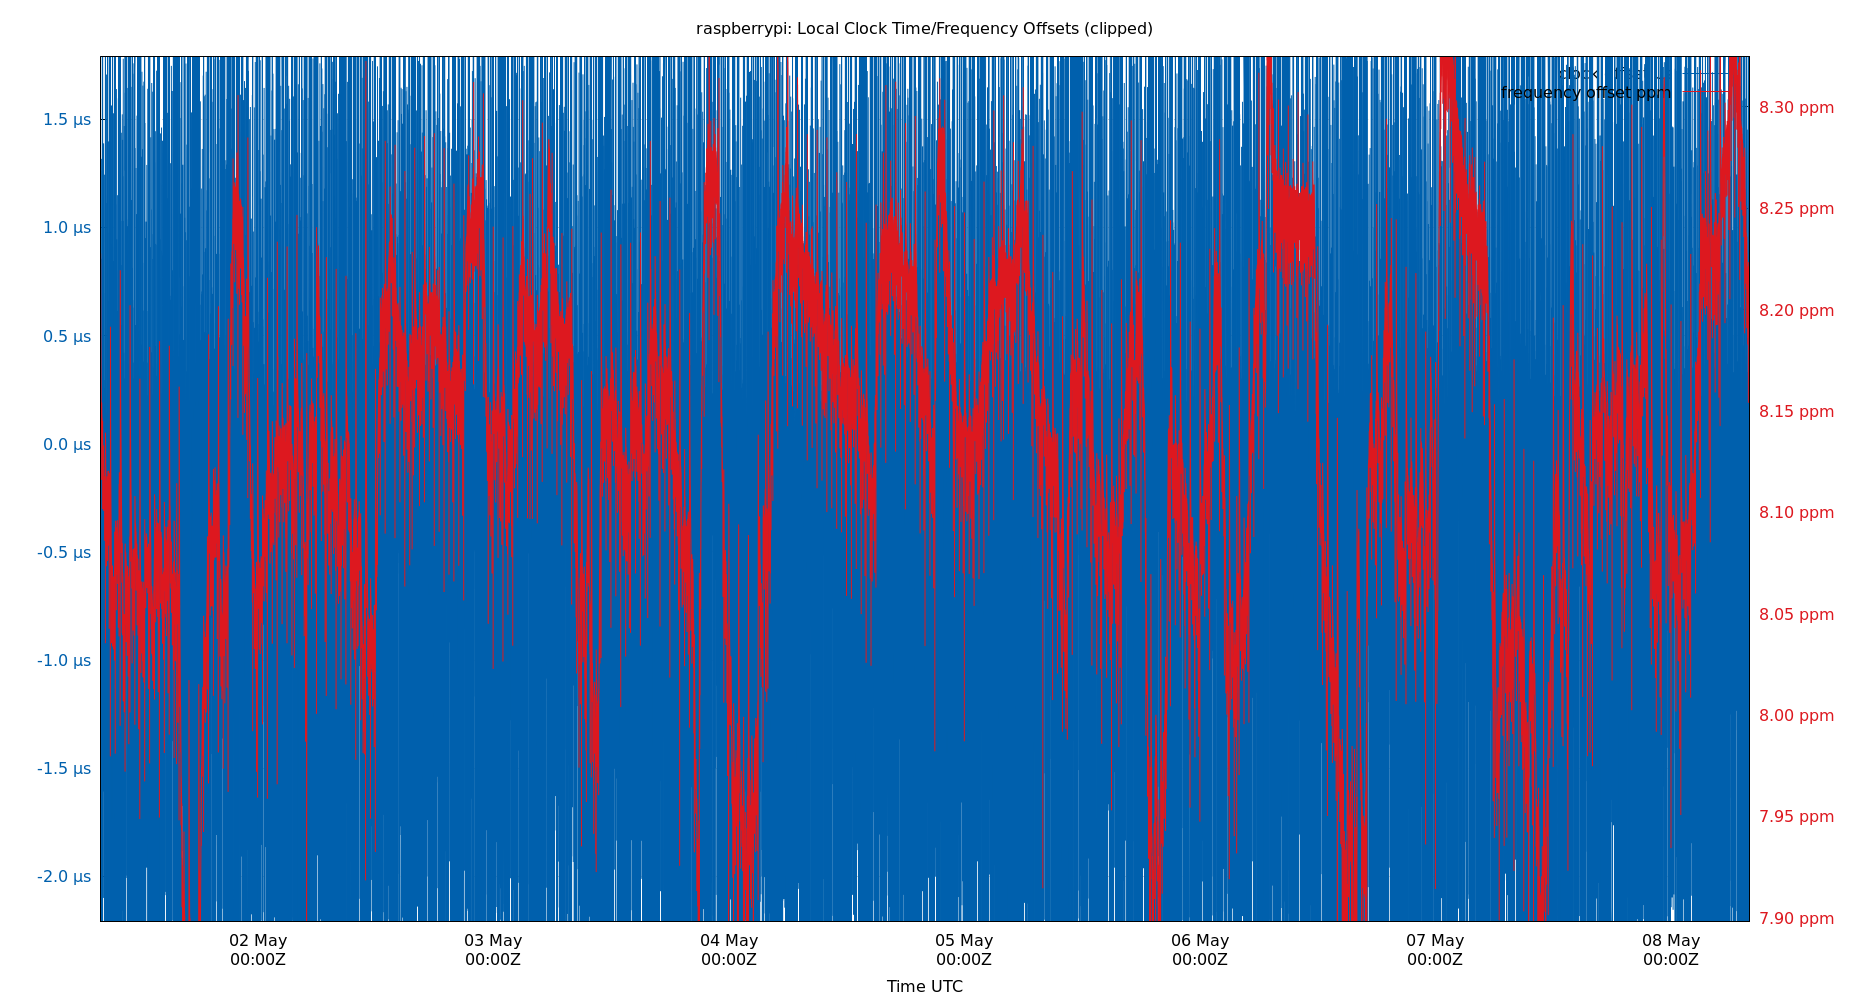 raspberrypi: Local Clock Time/Frequency Offsets (clipped)
frequency offset ppm
1.5 µs
1.0 µs
0.5 µs
0.0 µs
-0.5 µs
-1.0 µs
-1.5 µs
-2.0 µs
8.30 ppm
8.25 ppm
8.20 ppm
8.15 ppm
8.10 ppm
8.05 ppm
8.00 ppm
7.95 ppm
7.90 ppm
02 May
00:00Z
03 May
00:00Z
04 May
00:00Z
05 May
00:00Z
06 May
00:00Z
07 May
00:00Z
08 May
00:00Z
Time UTC